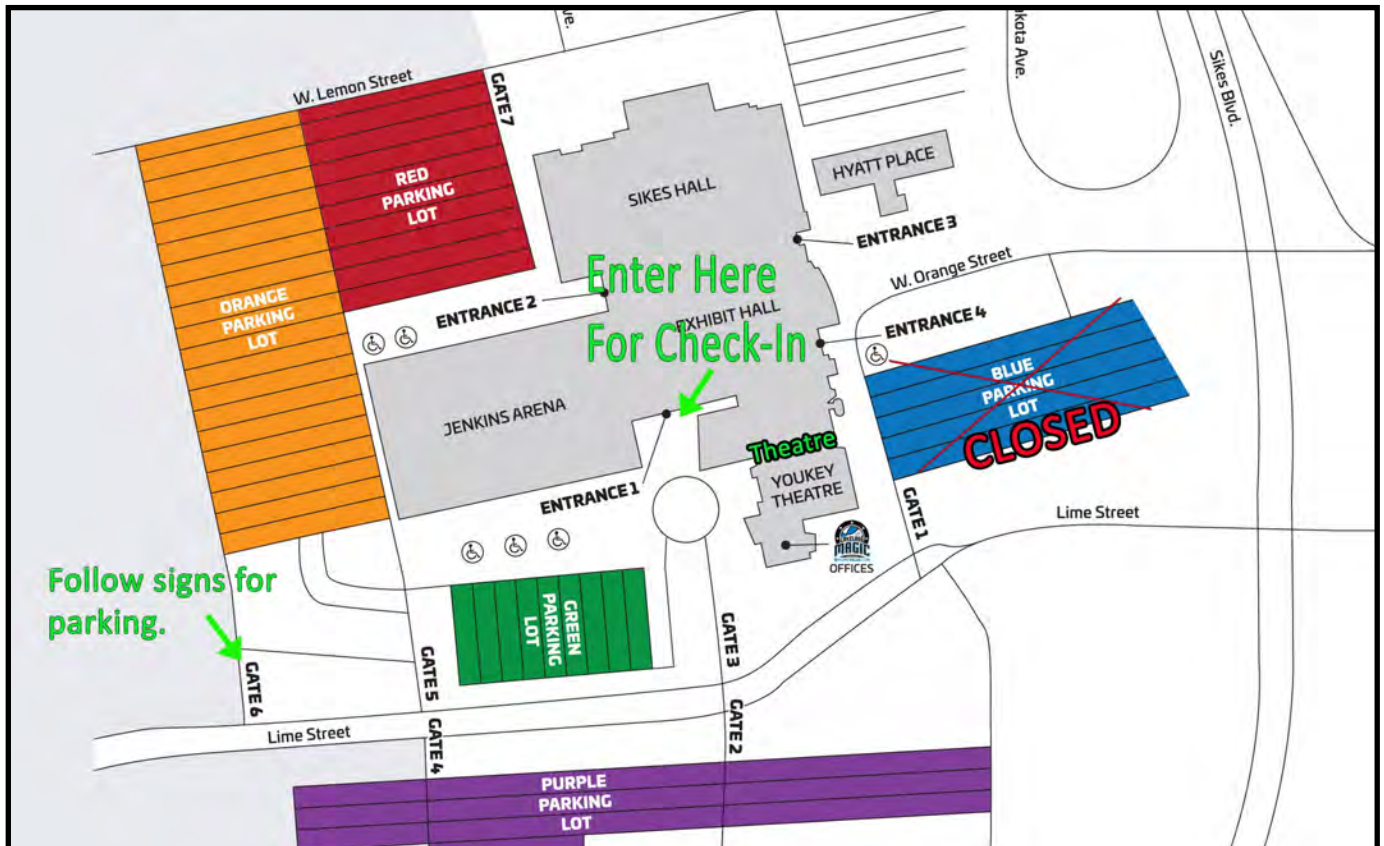 ve.
kota Ave.
Sikes Blvd.
W. Lemon Street
GATE 7
RED
PARKING
LOT
SIKES HALL
HYATT PLACE
ENTRANCE 3
W. Orange Street
ORANGE
PARKING
LOT
ENTRANCE 2
Enter Here
For Check-In
EXHIBIT HALL
ENTRANCE 4
BLUE
PARKING
LOT
CLOSED
JENKINS ARENA
Theatre
YOUKEY
THEATRE
ENTRANCE 1
GATE 1
Lime Street
MAGIC
OFFICES
Follow signs for
parking.
GREEN
PARKING
LOT
GATE 3
GATE 5
GATE 6
Lime Street
GATE 4
GATE 2
PURPLE
PARKING
LOT